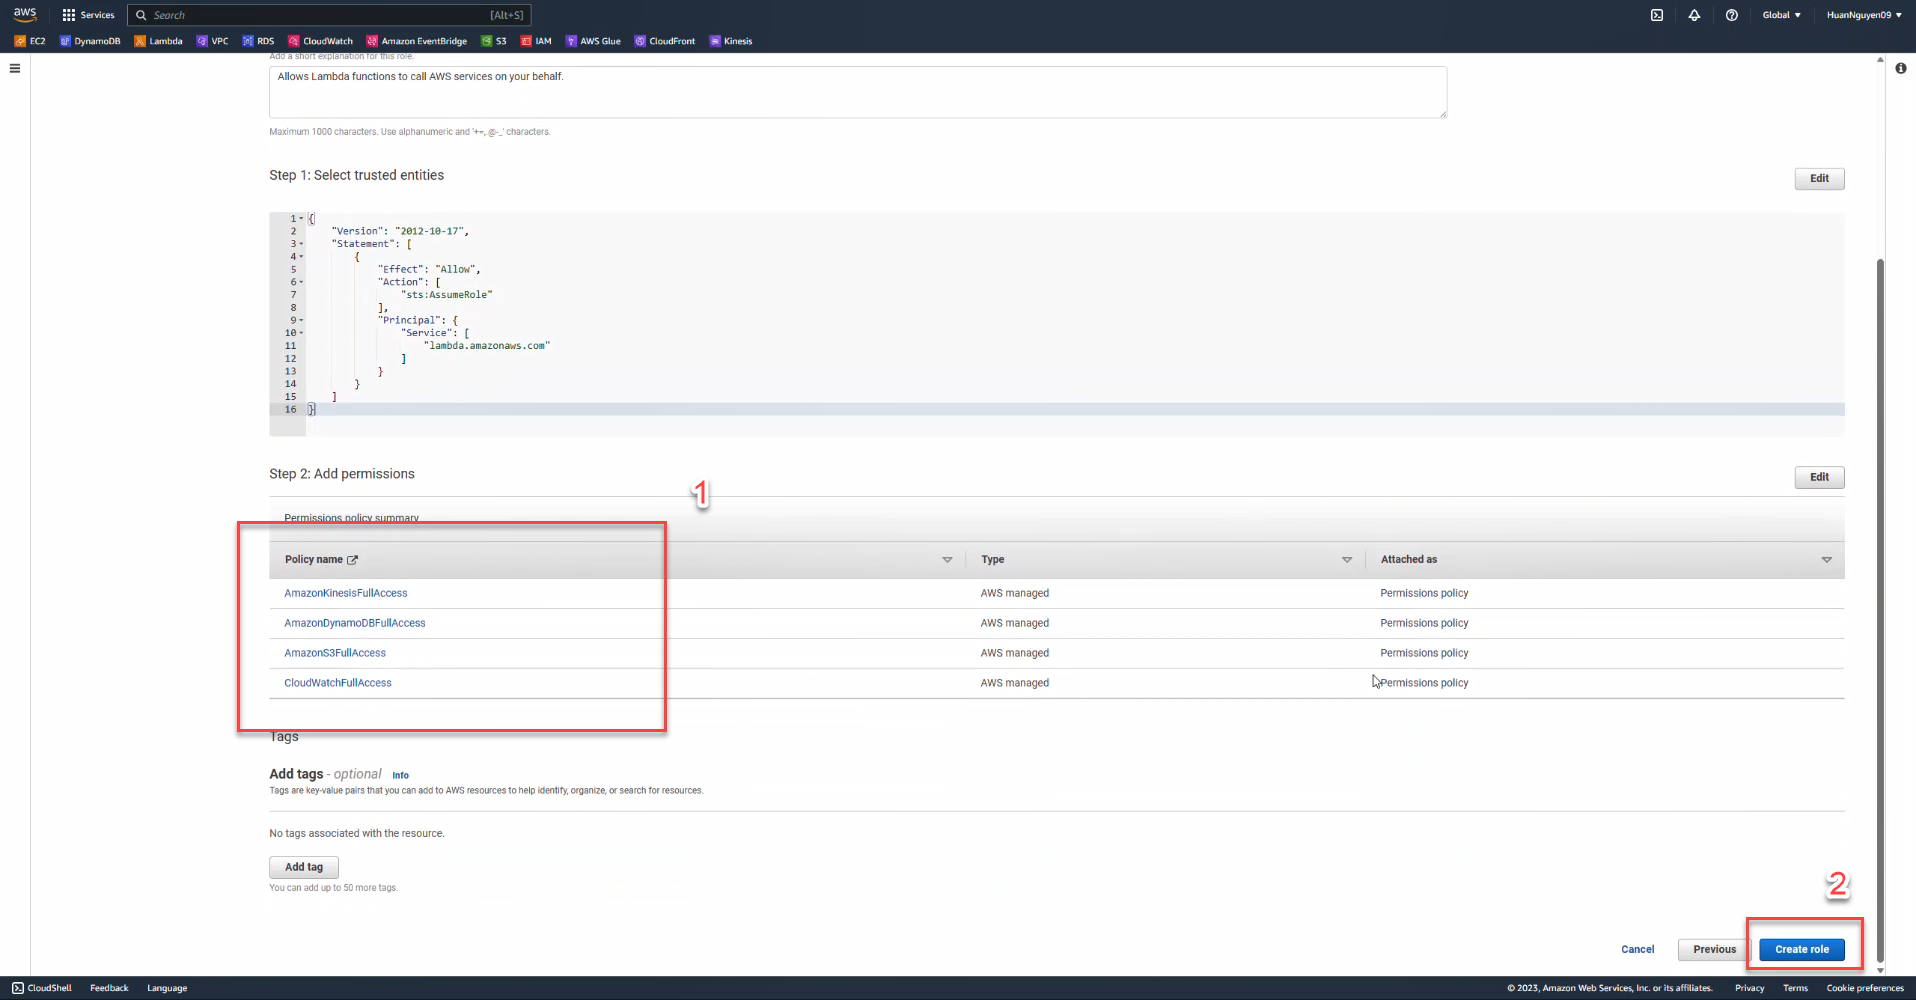 aws Services Search [Alt+S] Global HuanNguyen09
EC2 DynamoDB Lambda VPC RDS CloudWatch Amazon EventBridge S3 IAM AWS Glue CloudFront Kinesis
Add a short explanation for this role.
Allows Lambda functions to call AWS services on your behalf.
Maximum 1000 characters. Use alphanumeric and '+=,.@-_' characters.
Step 1: Select trusted entities
Edit
1 {
2 "Version": "2012-10-17",
3 "Statement": [
4 {
5 "Effect": "Allow",
6 "Action": [
7 "sts:AssumeRole"
8 ],
9 "Principal": {
10 "Service": [
11 "lambda.amazonaws.com"
12 ]
13 }
14 }
15 ]
16 }
Step 2: Add permissions
Edit
1
Permissions policy summary
Policy name Type Attached as
AmazonKinesisFullAccess AWS managed Permissions policy
AmazonDynamoDBFullAccess AWS managed Permissions policy
AmazonS3FullAccess AWS managed Permissions policy
CloudWatchFullAccess AWS managed Permissions policy
Tags
Add tags - optional Info
Tags are key-value pairs that you can add to AWS resources to help identify, organize, or search for resources.
No tags associated with the resource.
Add tag
You can add up to 50 more tags.
2
Cancel Previous Create role
CloudShell Feedback Language © 2023, Amazon Web Services, Inc. or its affiliates. Privacy Terms Cookie preferences